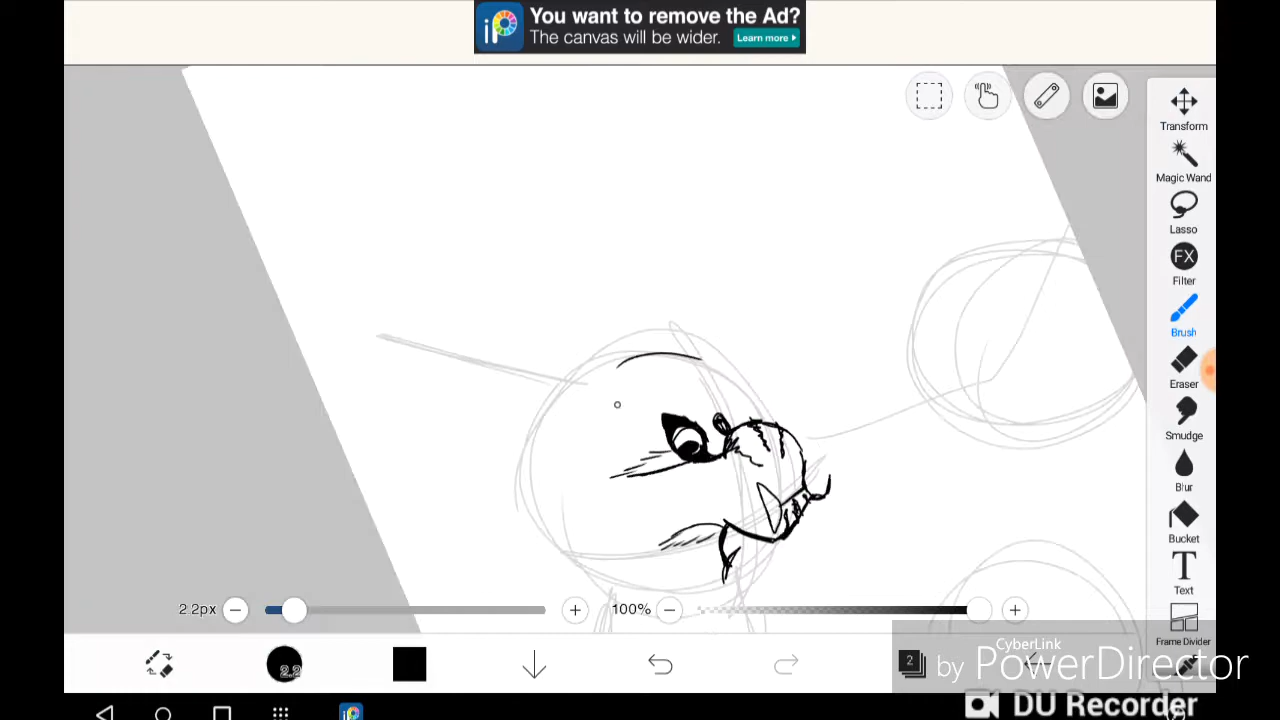 You want to remove the Ad?
The canvas will be wider.
Learn more
Transform
Magic Wand
Lasso
FX
Filter
Brush
Eraser
Smudge
Blur
Bucket
T
Text
Frame Divider
2.2px
100%
2.2
2
CyberLink
by PowerDirector
DU Recorder